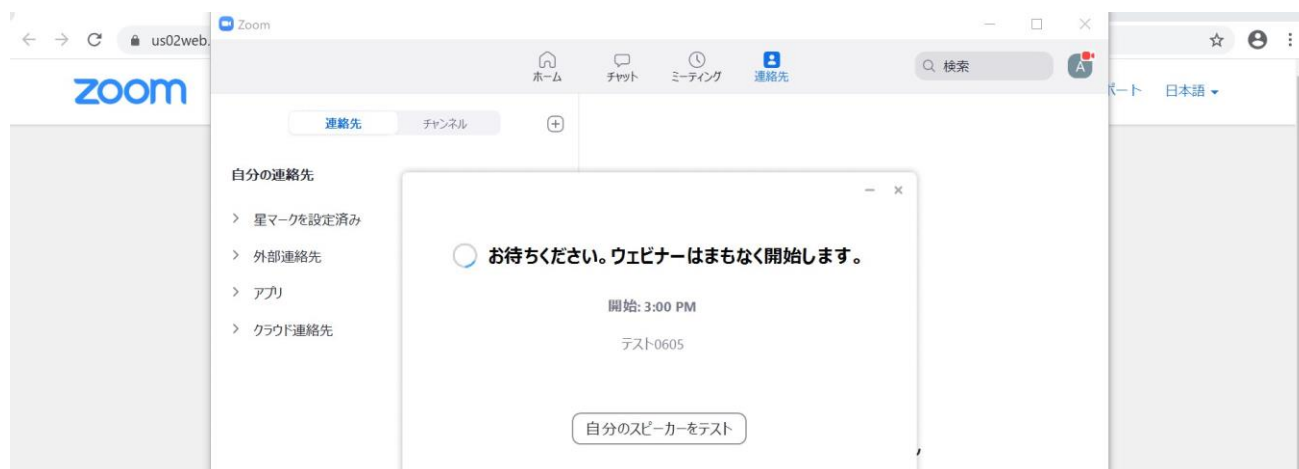 Zoom
us02web.
zoom
ホーム
チャット
ミーティング
連絡先
検索
A
ポート
日本語
連絡先
チャンネル
自分の連絡先
星マークを設定済み
外部連絡先
アプリ
クラウド連絡先
お待ちください。ウェビナーはまもなく開始します。
開始: 3:00 PM
テスト0605
自分のスピーカーをテスト